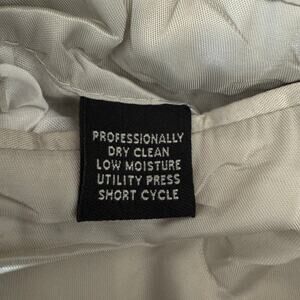 PROFESSIONALLY
DRY CLEAN
LOW MOISTURE
UTILITY PRESS
SHORT CYCLE